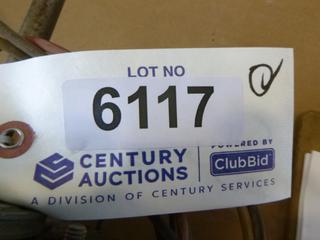 LOT NO
6117
CENTURY AUCTIONS
POWERED BY
ClubBid
A DIVISION OF CENTURY SERVICES